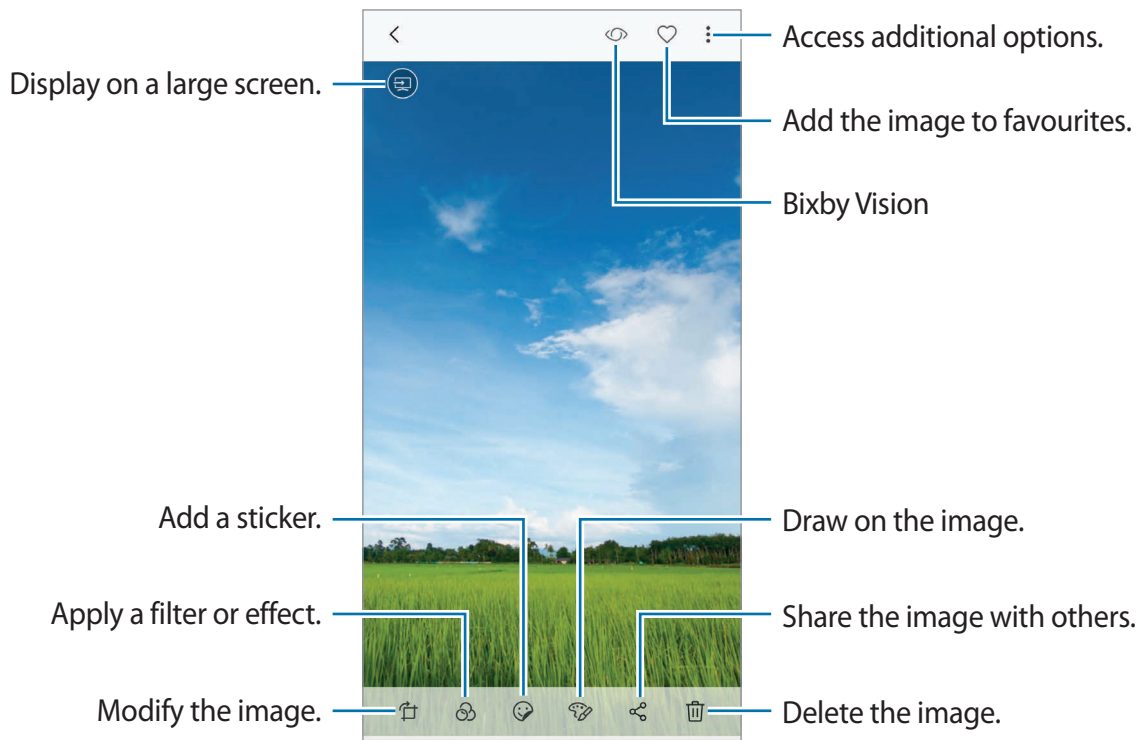 Access additional options.
Display on a large screen.
Add the image to favourites.
Bixby Vision
Add a sticker.
Draw on the image.
Apply a filter or effect.
Share the image with others.
Modify the image.
Delete the image.